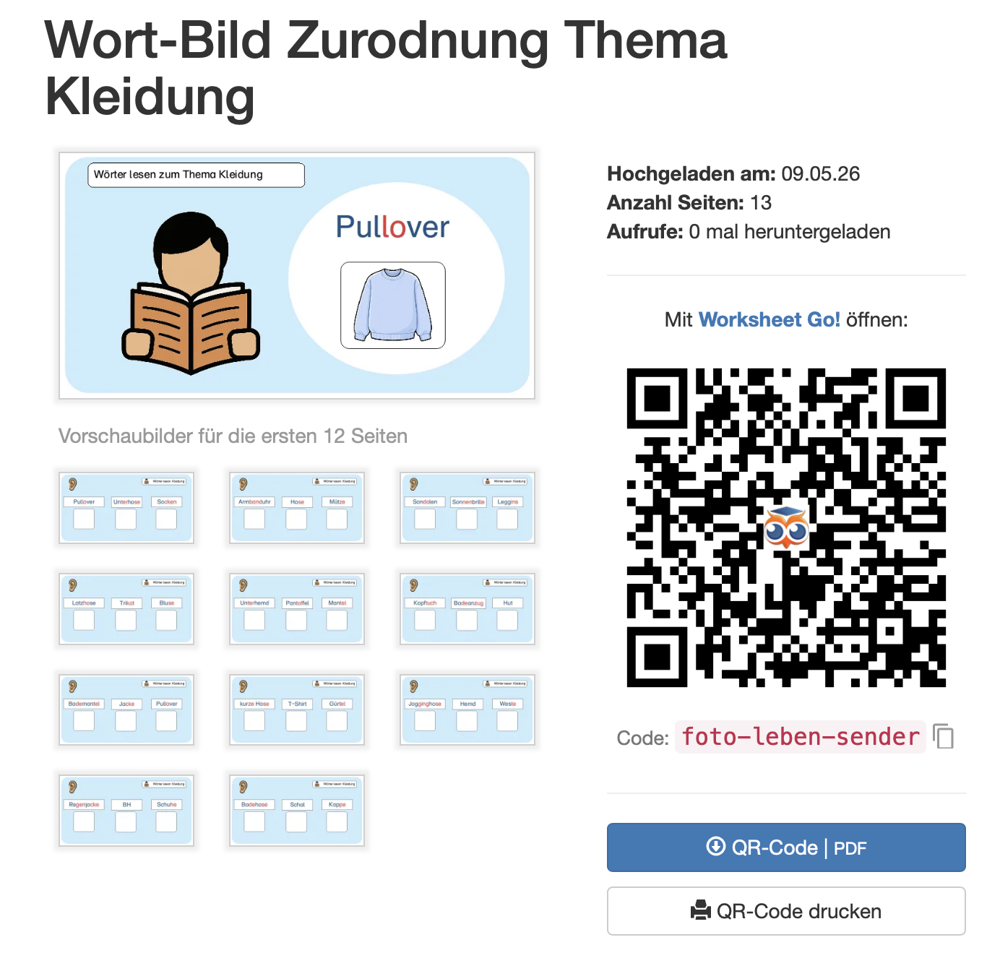 Wort-Bild Zurodnung Thema
Kleidung
Wörter lesen zum Thema Kleidung
Pullover
Hochgeladen am: 09.05.26
Anzahl Seiten: 13
Aufrufe: 0 mal heruntergeladen
Mit Worksheet Go! öffnen:
Vorschaubilder für die ersten 12 Seiten
Wörter lesen: Kleidung
Pullover Unterhose Socken
Wörter lesen: Kleidung
Armbanduhr Hose Mütze
Wörter lesen: Kleidung
Sandalen Sonnenbrille Leggins
Wörter lesen: Kleidung
Latzhose Trikot Bluse
Wörter lesen: Kleidung
Unterhemd Pantoffel Mantel
Wörter lesen: Kleidung
Kopftuch Badeanzug Hut
Wörter lesen: Kleidung
Bademantel Jacke Pullover
Wörter lesen: Kleidung
kurze Hose T-Shirt Gürtel
Wörter lesen: Kleidung
Jogginghose Hemd Weste
Wörter lesen: Kleidung
Regenjacke BH Schuhe
Wörter lesen: Kleidung
Badehose Schal Kappe
Code: foto-leben-sender
QR-Code | PDF
QR-Code drucken